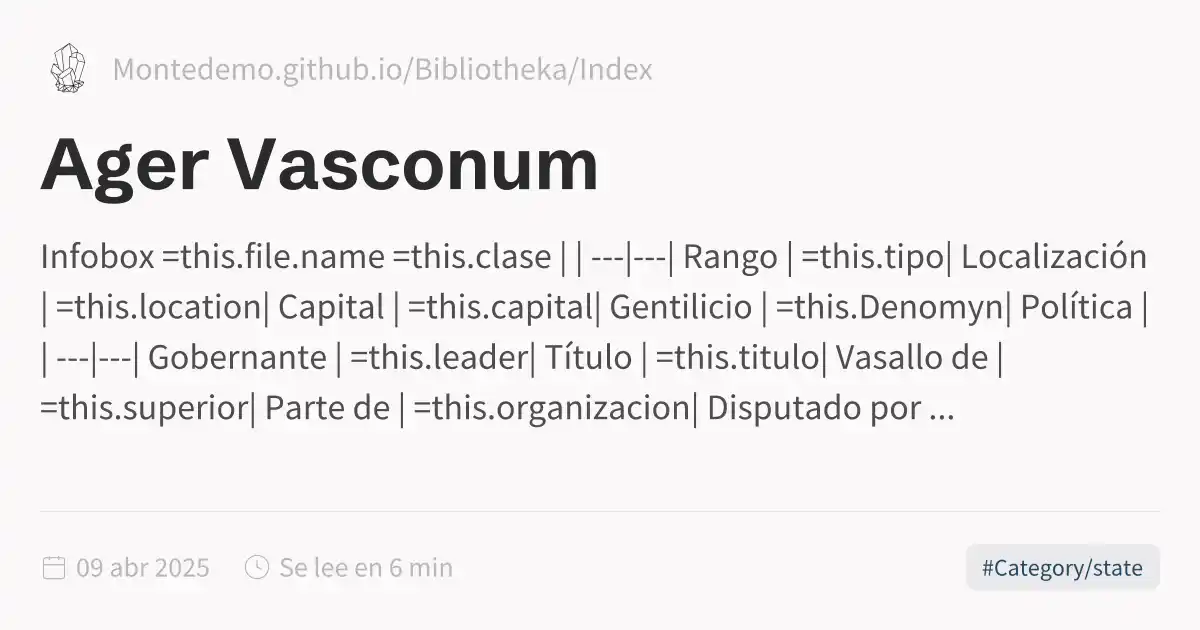 Montedemo.github.io/Bibliotheka/Index
Ager Vasconum
Infobox =this.file.name =this.clase | | ---|---| Rango | =this.tipo| Localización
| =this.location| Capital | =this.capital| Gentilicio | =this.Denomyn| Política |
| ---|---| Gobernante | =this.leader| Título | =this.titulo| Vasallo de |
=this.superior| Parte de | =this.organizacion| Disputado por ...
09 abr 2025 Se lee en 6 min #Category/state